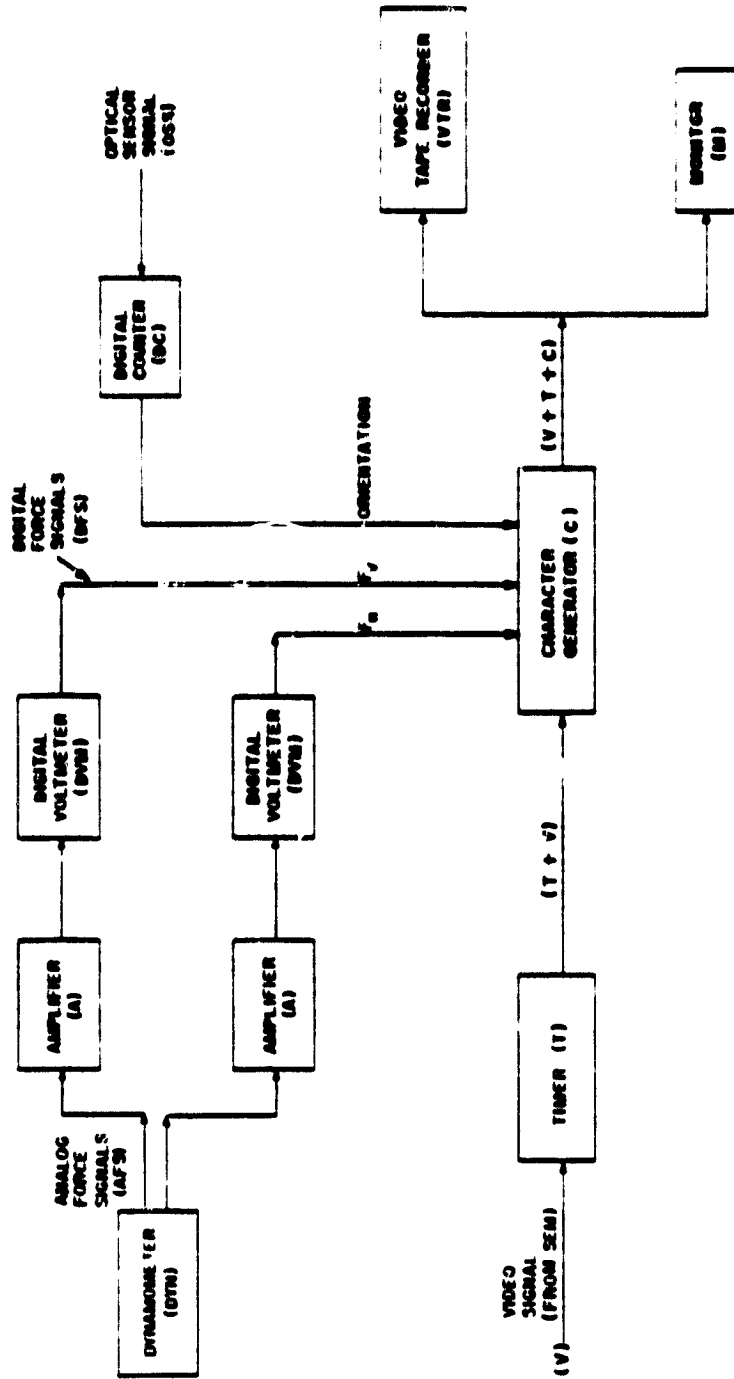 DYNAMOMETER
(DYN)
ANALOG
FORCE
SIGNALS
(AFS)
AMPLIFIER
(A)
DIGITAL
VOLTMETER
(DVM)
DIGITAL
FORCE
SIGNALS
(DFS)
AMPLIFIER
(A)
DIGITAL
VOLTMETER
(DVM)
DIGITAL
COUNTER
(DC)
OPTICAL
SENSOR
SIGNAL
(OSS)
ORIENTATION
VIDEO
SIGNAL
(FROM SEM)
(V)
TIMER (T)
(T + V)
CHARACTER
GENERATOR (C)
(V + T + C)
VIDEO
TAPE RECORDER
(VTR)
MONITOR
(M)